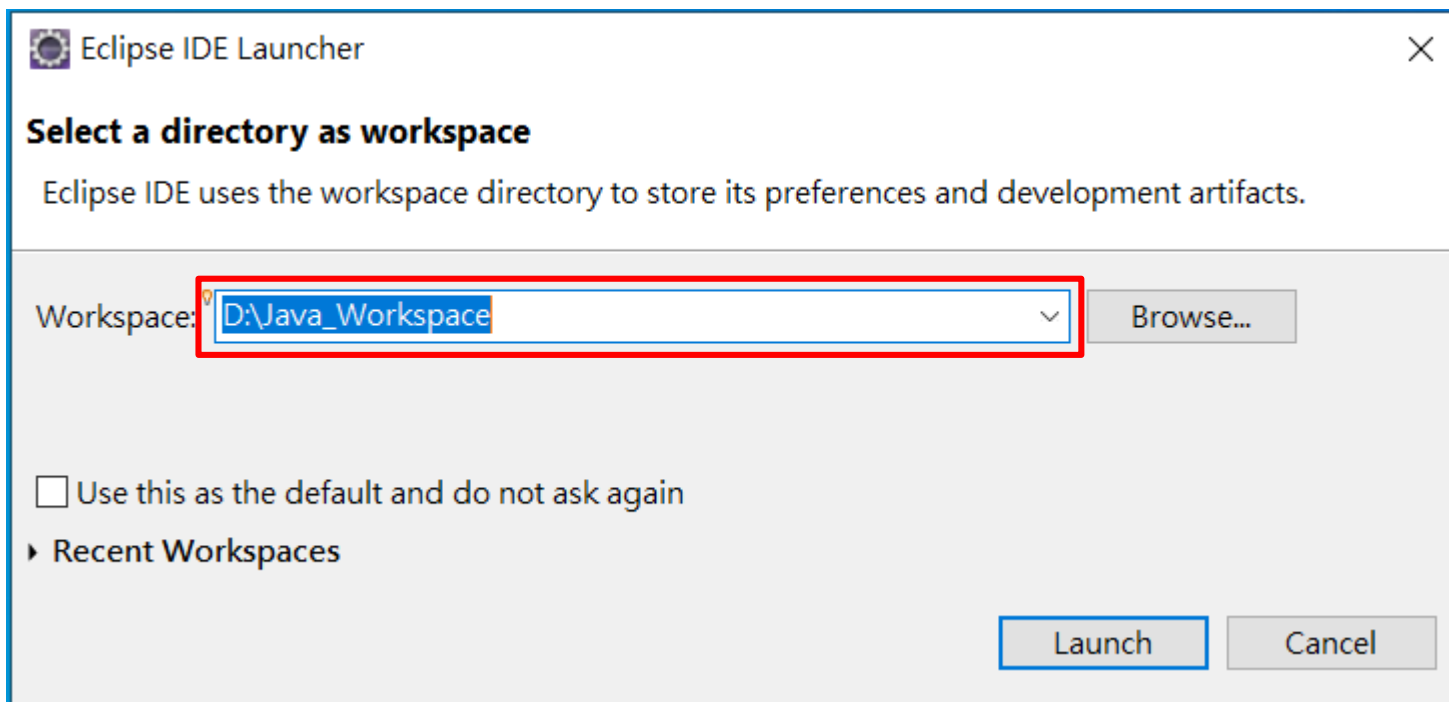 Eclipse IDE Launcher
Select a directory as workspace
Eclipse IDE uses the workspace directory to store its preferences and development artifacts.
Workspace: D:\Java_Workspace Browse...
Use this as the default and do not ask again
Recent Workspaces
Launch Cancel